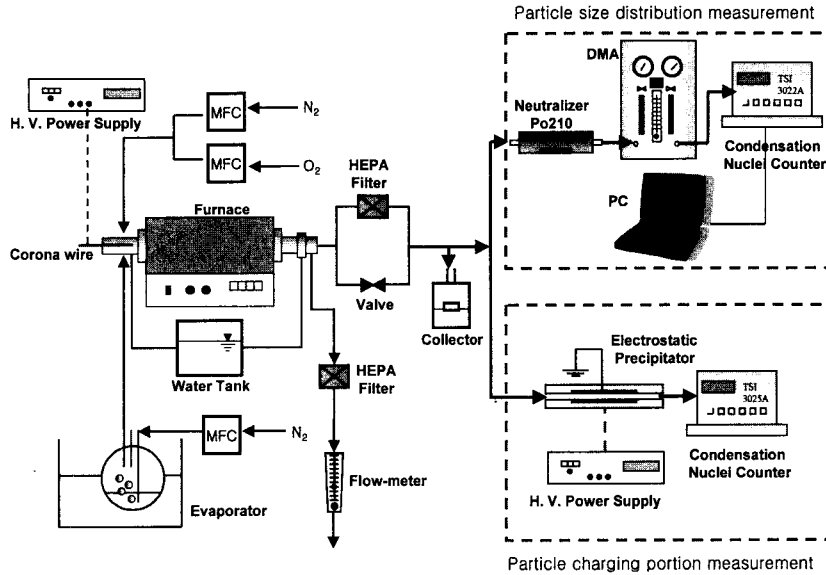 Particle size distribution measurement
DMA
TSI
3022A
Neutralizer
Po210
Condensation
Nuclei Counter
PC
H. V. Power Supply
MFC
N2
MFC
O2
HEPA
Filter
Furnace
Corona wire
Valve
Collector
Water Tank
HEPA
Filter
MFC
N2
Flow-meter
Evaporator
Electrostatic
Precipitator
TSI
3025A
Condensation
Nuclei Counter
H. V. Power Supply
Particle charging portion measurement